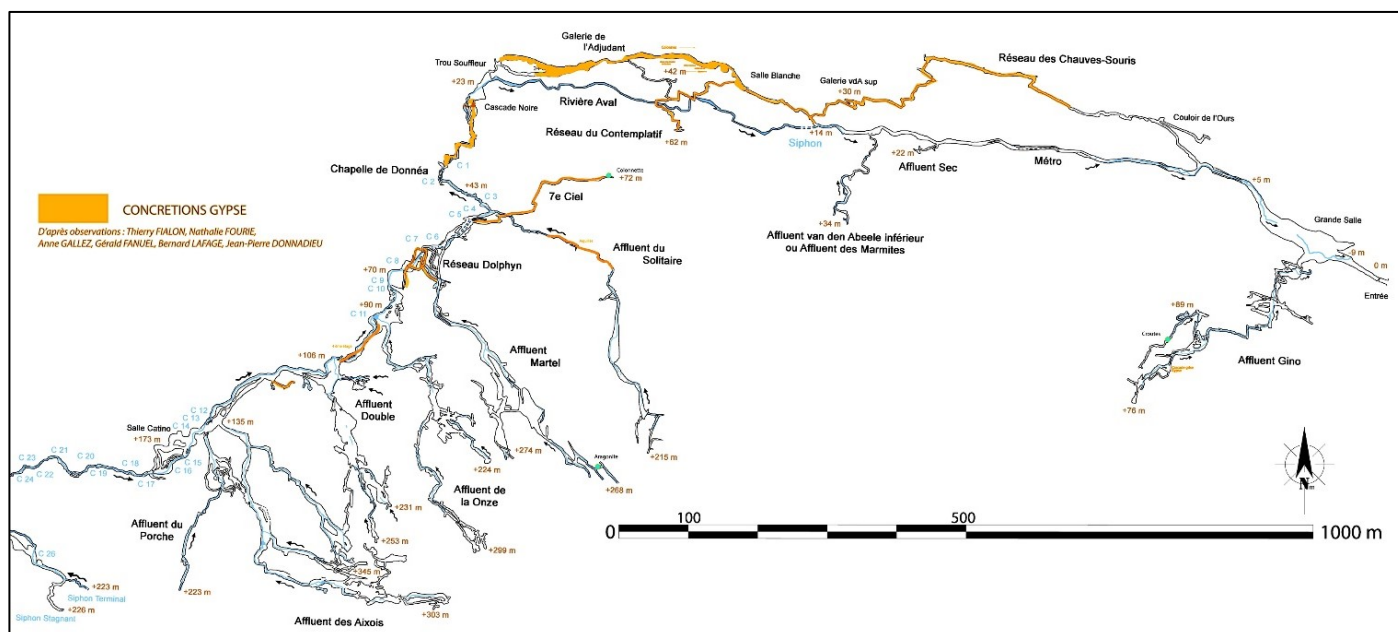 Galerie de
l'Adjudant
Trou Souffleur
+23 m
+42 m
Salle Blanche
Galerie vdA sup
+30 m
Réseau des Chauves-Souris
Cascade Noire
Rivière Aval
Réseau du Contemplatif
+62 m
+14 m
Siphon
+22 m
Affluent Sec
Métro
Couloir de l'Ours
C 1
Chapelle de Donnéa
C 2
+43 m
C 3
C 4
C 5
7e Ciel
Colonnette
+72 m
+34 m
Affluent van den Abeele inférieur
ou Affluent des Marmites
+5 m
Grande Salle
-9 m
0 m
Entrée
CONCRETIONS GYPSE
D'après observations : Thierry FIALON, Nathalie FOURIE,
Anne GALLEZ, Gérald FANUEL, Bernard LAFAGE, Jean-Pierre DONNADIEU
C 6
C 7
C 8
Réseau Dolphyn
Affluent du
Solitaire
+70 m
C 9
C 10
+90 m
C 11
+89 m
Affluent Gino
+76 m
+106 m
Affluent
Martel
Affluent
Double
C 12
C 13
C 14
Salle Catino
+173 m
+135 m
C 15
C 16
C 17
C 18
C 19
C 20
C 21
C 22
C 23
C 24
+274 m
+224 m
Aragonite
+268 m
+215 m
+231 m
+253 m
Affluent de
la Onze
+299 m
Affluent du
Porche
+223 m
+345 m
+303 m
Affluent des Aixois
C 26
+223 m
Siphon Terminal
+226 m
Siphon Stagnant
N
0
100
500
1000 m